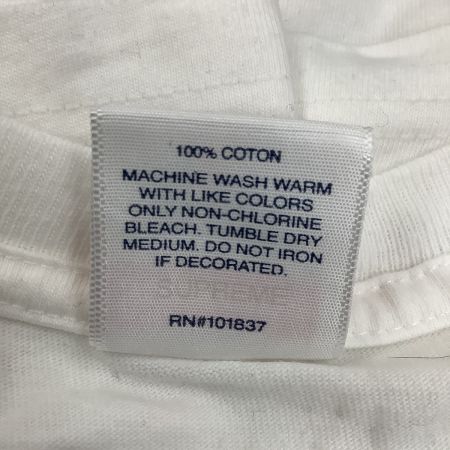 100% COTON
MACHINE WASH WARM
WITH LIKE COLORS
ONLY NON-CHLORINE
BLEACH. TUMBLE DRY
MEDIUM. DO NOT IRON
IF DECORATED.
RN#101837